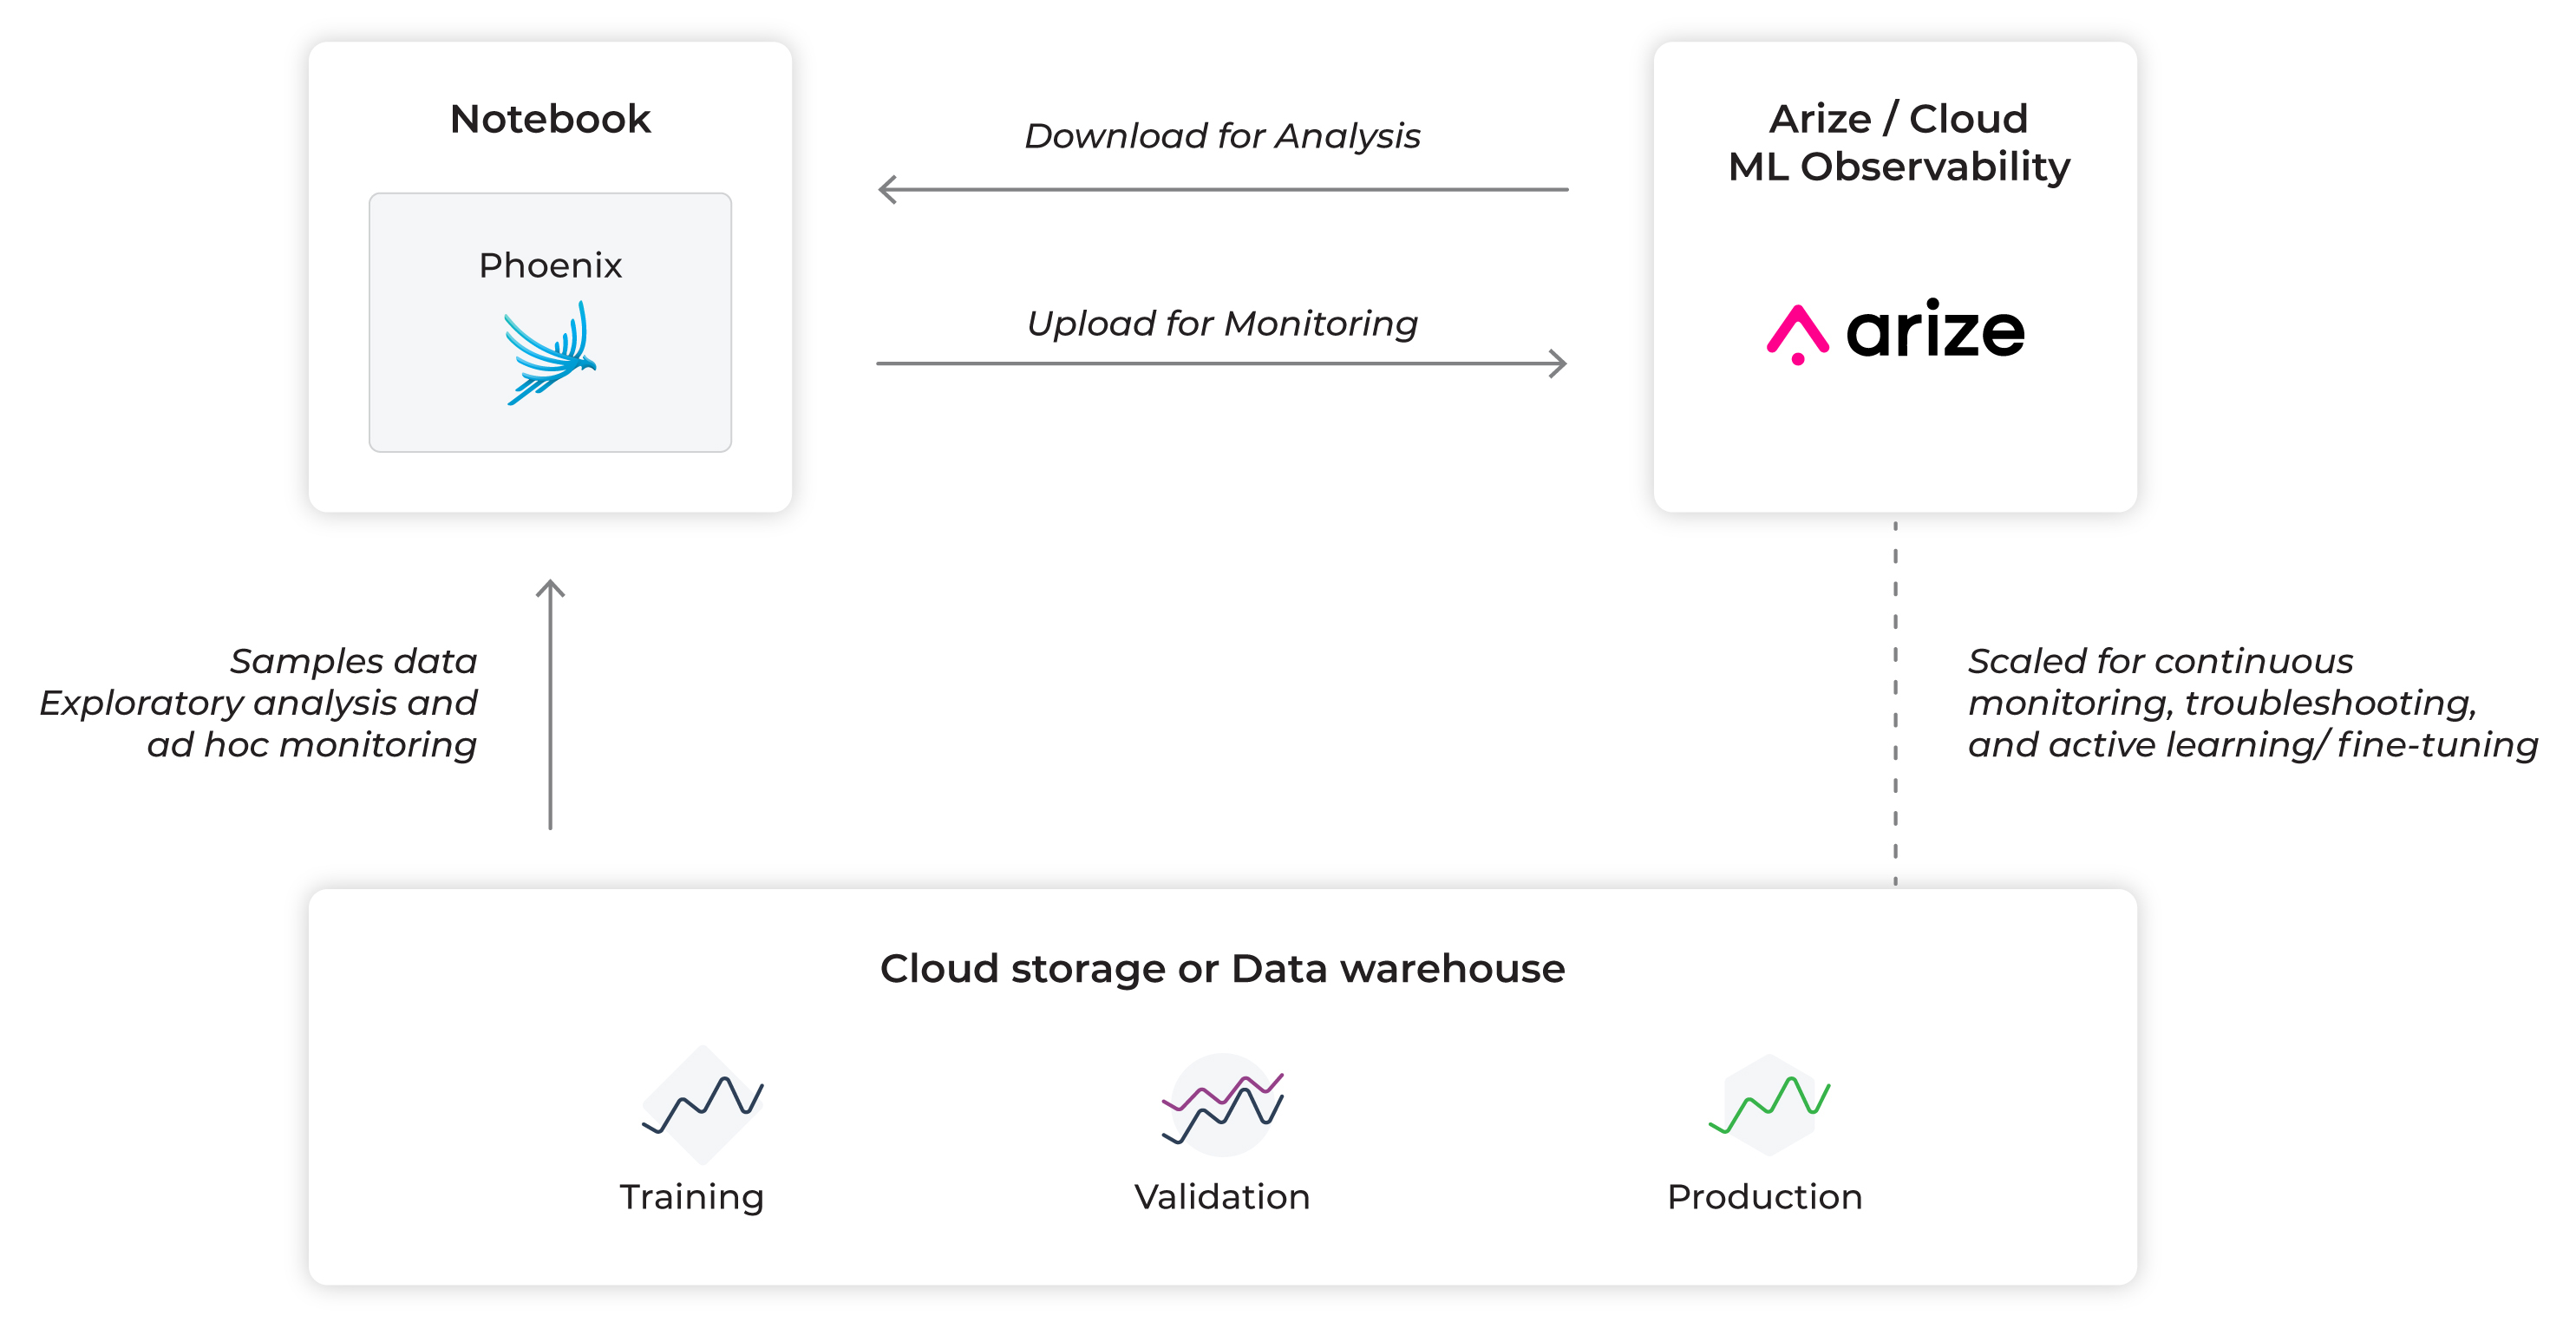 Notebook
Phoenix
Download for Analysis
Upload for Monitoring
Arize / Cloud
ML Observability
arize
Samples data
Exploratory analysis and
ad hoc monitoring
Scaled for continuous
monitoring, troubleshooting,
and active learning/ fine-tuning
Cloud storage or Data warehouse
Training
Validation
Production